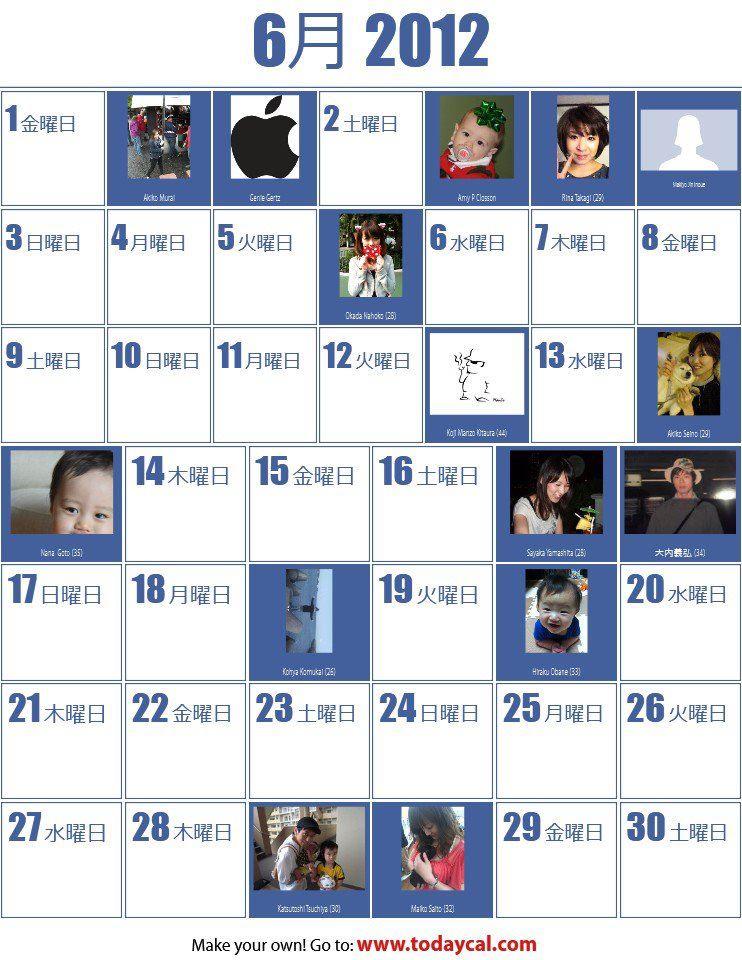 6月 2012
1 金曜日
Akiko Murai
Genie Gertz
2 土曜日
Amy P Closson
Rina Takagi (29)
3 日曜日
4 月曜日
5 火曜日
Okada Nahoko (28)
6 水曜日
7 木曜日
8 金曜日
9 土曜日
10 日曜日
11 月曜日
12 火曜日
Koji Manzo Kitaura (44)
13 水曜日
Akiko Seino (29)
Nana Goto (35)
14 木曜日
15 金曜日
16 土曜日
Sayaka Yamashita (28)
大内義弘 (34)
17 日曜日
18 月曜日
Kohya Komukai (26)
19 火曜日
Hiraku Obane (33)
20 水曜日
21 木曜日
22 金曜日
23 土曜日
24 日曜日
25 月曜日
26 火曜日
27 水曜日
28 木曜日
Katsutoshi Tsuchiya (30)
Maiko Saito (32)
29 金曜日
30 土曜日
Make your own! Go to: www.todaycal.com